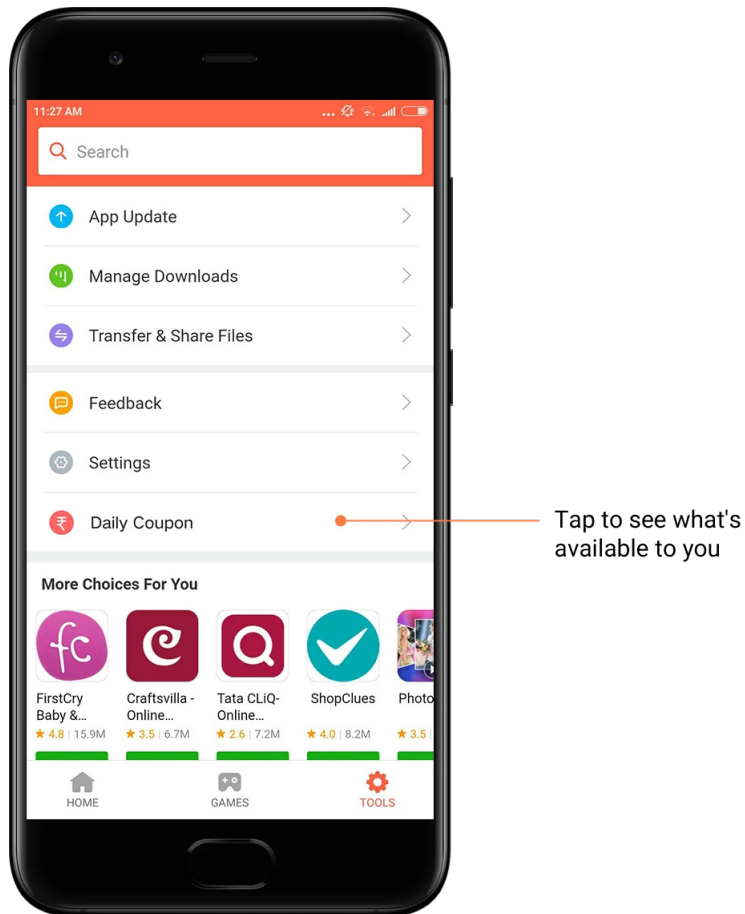 11:27 AM
Search
App Update
Manage Downloads
Transfer & Share Files
Feedback
Settings
₹ Daily Coupon
Tap to see what's
available to you
More Choices For You
fc
FirstCry
Baby &...
★ 4.8 | 15.9M
Craftsvilla -
Online...
★ 3.5 | 6.7M
Tata CLiQ-
Online...
★ 2.6 | 7.2M
ShopClues
★ 4.0 | 8.2M
Photo
★ 3.5 |
HOME
GAMES
TOOLS